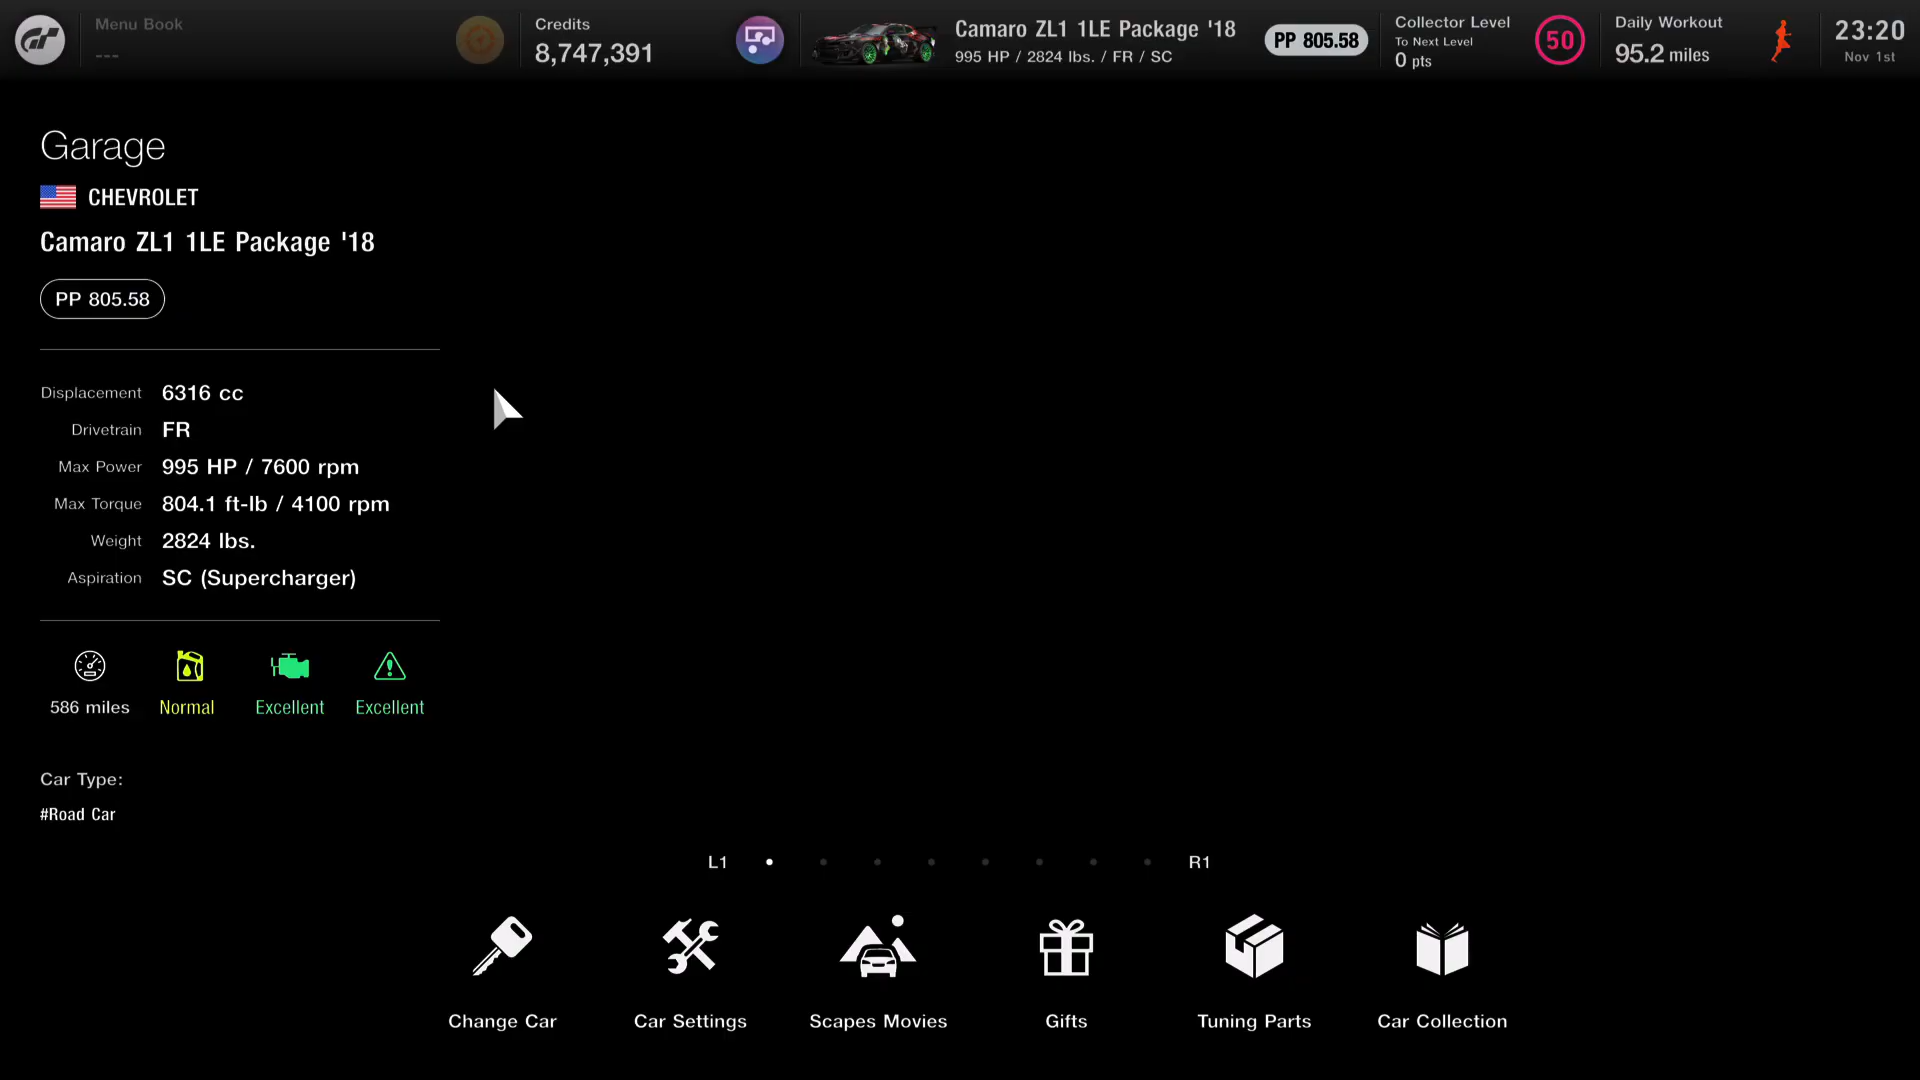 Menu Book
---
Credits
8,747,391
Camaro ZL1 1LE Package '18
995 HP / 2824 lbs. / FR / SC
PP 805.58
Collector Level
To Next Level
0 pts
50
Daily Workout
95.2 miles
23:20
Nov 1st
Garage
CHEVROLET
Camaro ZL1 1LE Package '18
PP 805.58
Displacement 6316 cc
Drivetrain FR
Max Power 995 HP / 7600 rpm
Max Torque 804.1 ft-lb / 4100 rpm
Weight 2824 lbs.
Aspiration SC (Supercharger)
586 miles Normal Excellent Excellent
Car Type:
#Road Car
L1 R1
Change Car Car Settings Scapes Movies Gifts Tuning Parts Car Collection